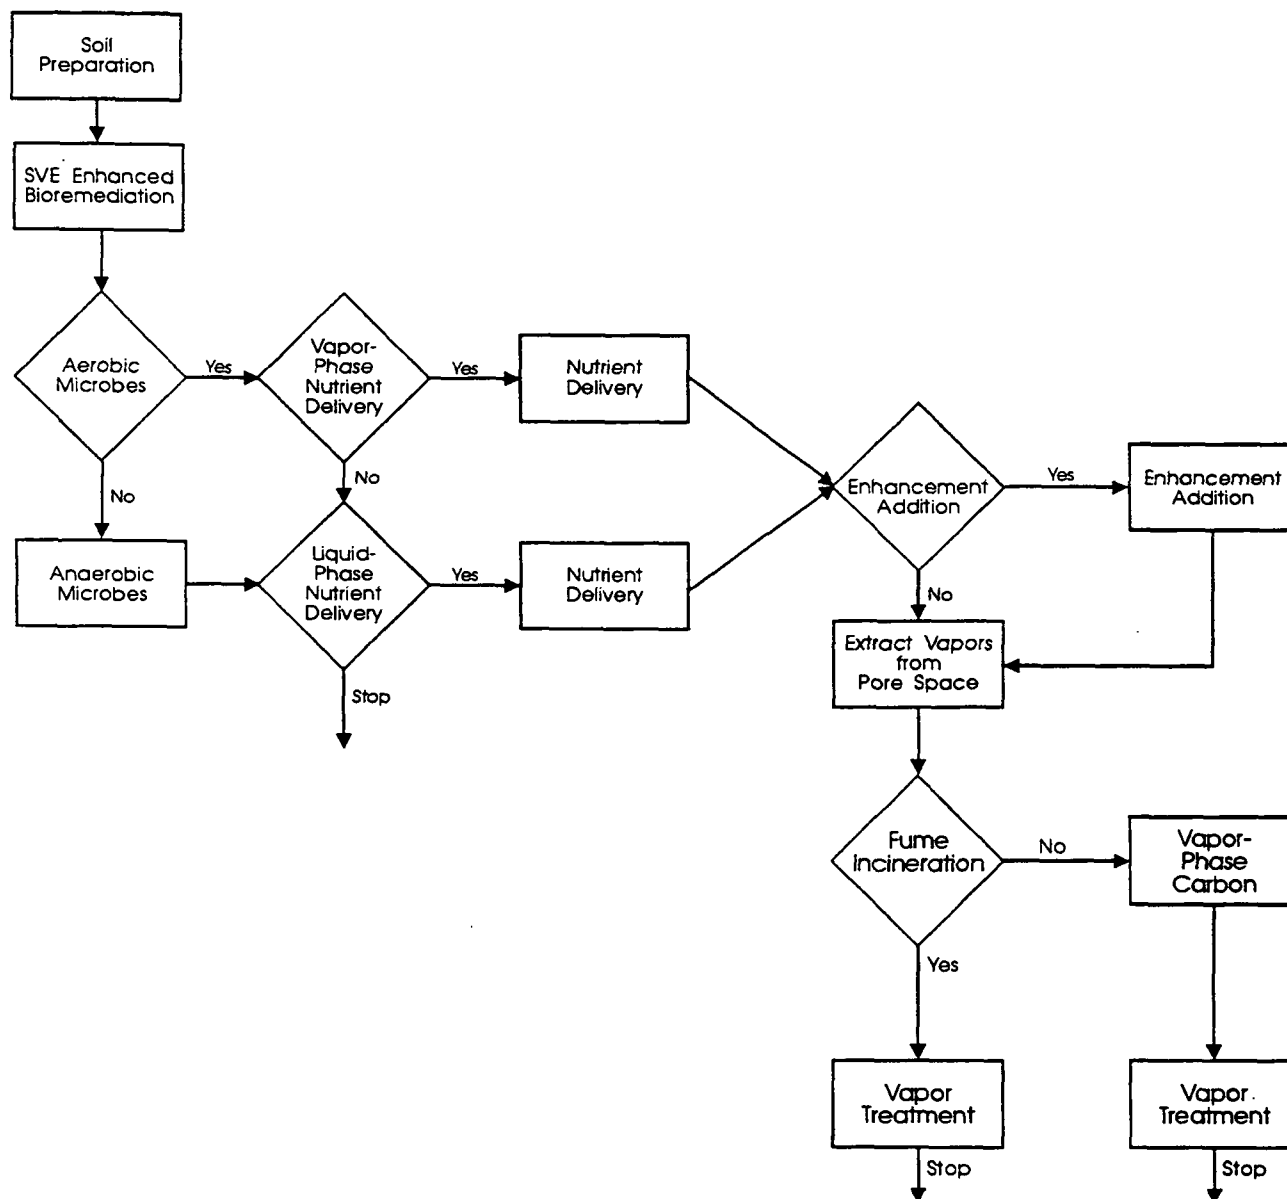 Soil
Preparation
SVE Enhanced
Bioremediation
Aerobic
Microbes
Yes
Vapor-
Phase
Nutrient
Delivery
Yes
Nutrient
Delivery
No
No
Anaerobic
Microbes
Liquid-
Phase
Nutrient
Delivery
Yes
Nutrient
Delivery
Stop
Enhancement
Addition
Yes
Enhancement
Addition
No
Extract Vapors
from
Pore Space
Fume
Incineration
No
Vapor-
Phase
Carbon
Yes
Vapor
Treatment
Stop
Vapor
Treatment
Stop